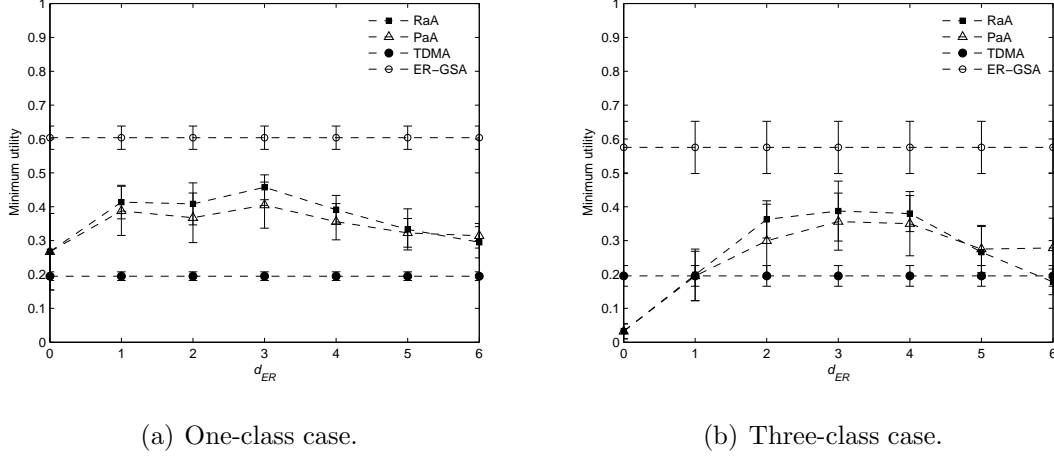 1
0.9
0.8
0.7
0.6
0.5
0.4
0.3
0.2
0.1
0
Minimum utility
0 1 2 3 4 5 6
d_ER
RaA
PaA
TDMA
ER-GSA
(a) One-class case.
1
0.9
0.8
0.7
0.6
0.5
0.4
0.3
0.2
0.1
0
Minimum utility
0 1 2 3 4 5 6
d_ER
RaA
PaA
TDMA
ER-GSA
(b) Three-class case.